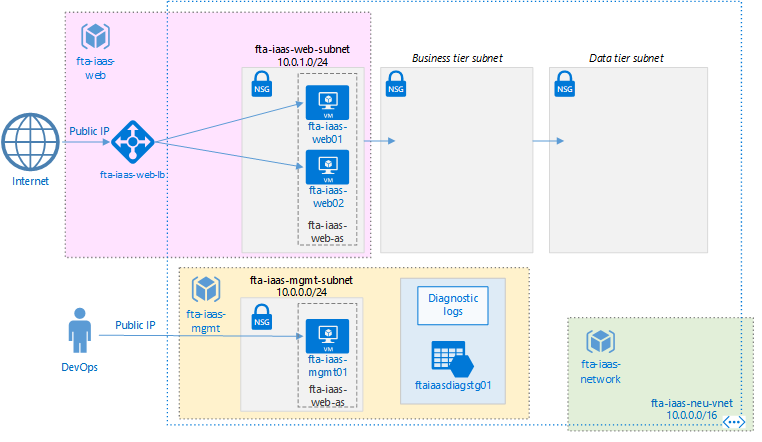 fta-iaas-
web
fta-iaas-web-subnet
10.0.1.0/24
Business tier subnet
Data tier subnet
NSG
NSG
NSG
VM
fta-iaas-
web01
Public IP
Internet
fta-iaas-web-lb
VM
fta-iaas-
web02
fta-iaas-
web-as
fta-iaas-
mgmt
fta-iaas-mgmt-subnet
10.0.0.0/24
NSG
VM
fta-iaas-
mgmt01
fta-iaas-
web-as
Public IP
DevOps
Diagnostic
logs
ftaiaasdiagstg01
fta-iaas-
network
fta-iaas-neu-vnet
10.0.0.0/16